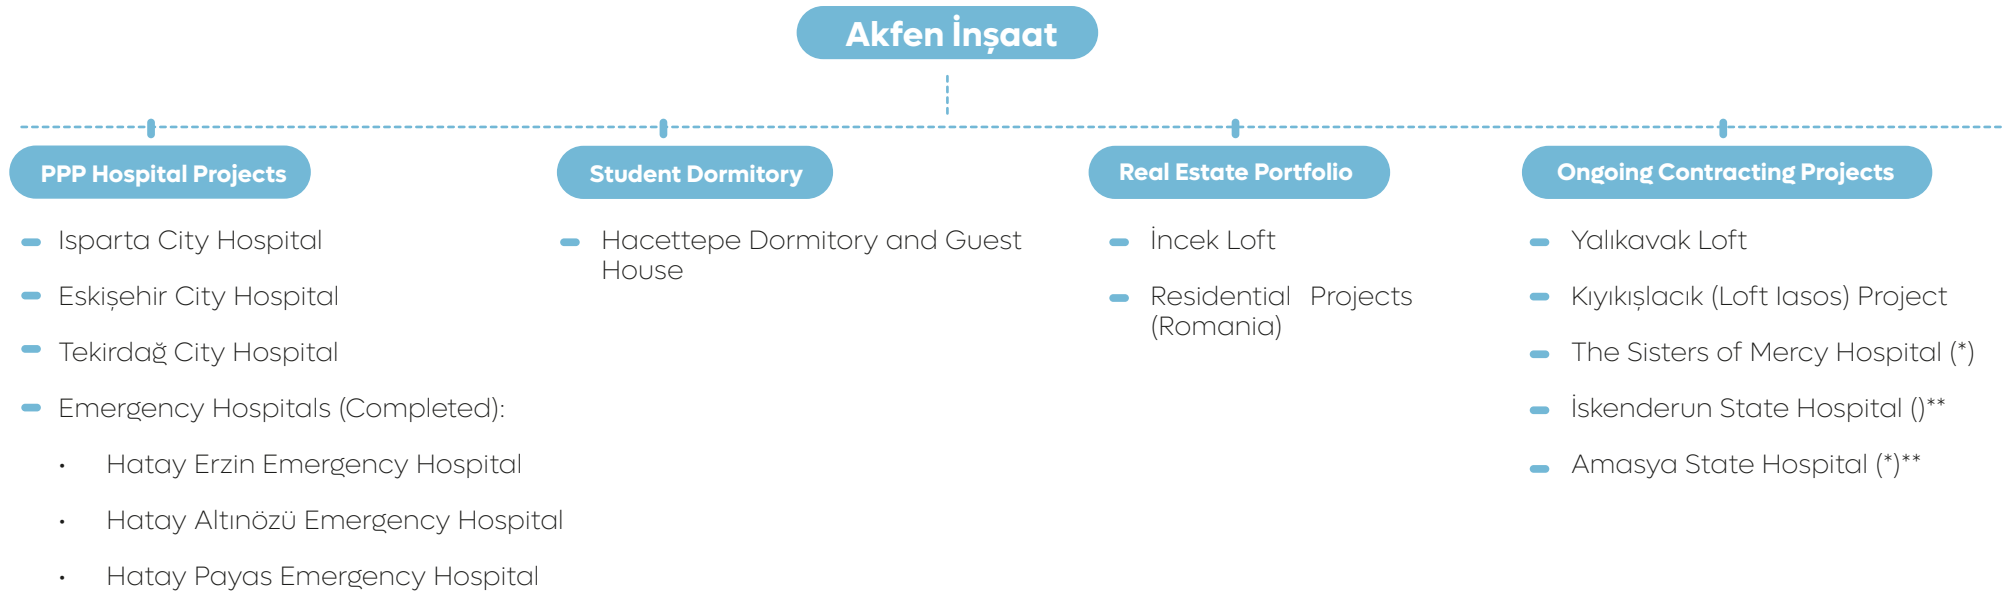 Akfen İnşaat
PPP Hospital Projects
Isparta City Hospital
Eskişehir City Hospital
Tekirdağ City Hospital
Emergency Hospitals (Completed):
• Hatay Erzin Emergency Hospital
• Hatay Altınözü Emergency Hospital
• Hatay Payas Emergency Hospital
Student Dormitory
Hacettepe Dormitory and Guest
House
Real Estate Portfolio
İncek Loft
Residential Projects
(Romania)
Ongoing Contracting Projects
Yalıkavak Loft
Kıyıkışlacık (Loft Iasos) Project
The Sisters of Mercy Hospital (*)
İskenderun State Hospital ()**
Amasya State Hospital (*)**